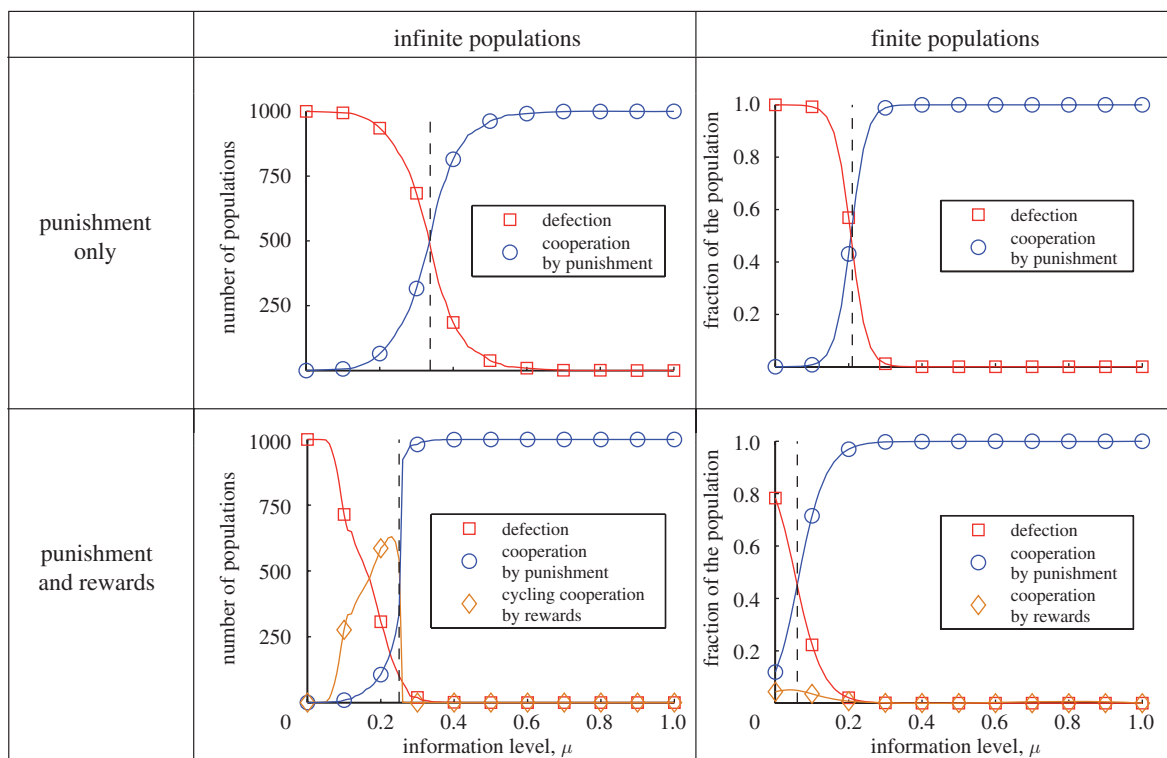 infinite populations
finite populations
punishment
only
number of populations
1000
750
500
250
defection
cooperation
by punishment
fraction of the population
1.0
0.8
0.6
0.4
0.2
defection
cooperation
by punishment
punishment
and rewards
number of populations
1000
750
500
250
0
0.2
0.4
0.6
0.8
1.0
information level, μ
defection
cooperation
by punishment
cycling cooperation
by rewards
fraction of the population
1.0
0.8
0.6
0.4
0.2
0
0.2
0.4
0.6
0.8
1.0
information level, μ
defection
cooperation
by punishment
cooperation
by rewards